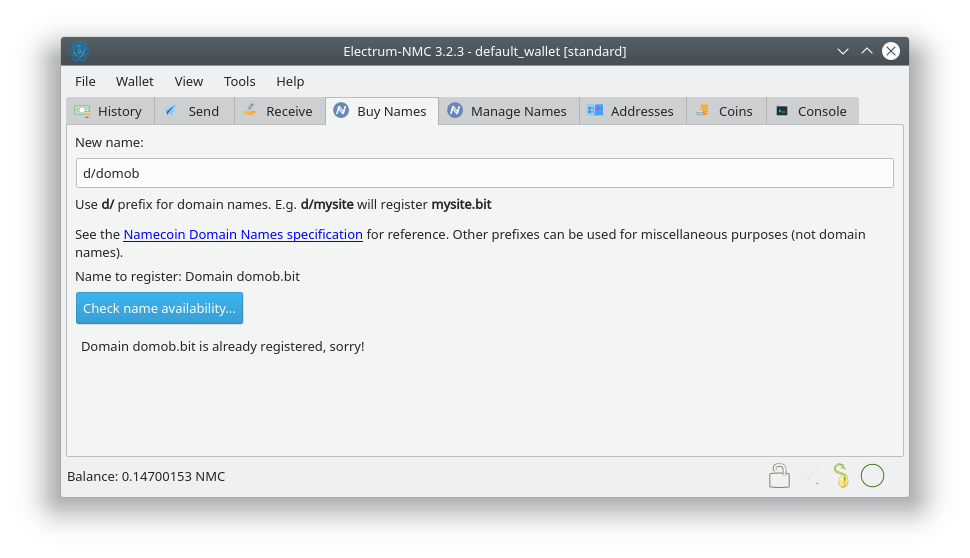 Electrum-NMC 3.2.3 - default_wallet [standard]
File Wallet View Tools Help
History Send Receive Buy Names Manage Names Addresses Coins Console
New name:
d/domob
Use d/ prefix for domain names. E.g. d/mysite will register mysite.bit
See the Namecoin Domain Names specification for reference. Other prefixes can be used for miscellaneous purposes (not domain
names).
Name to register: Domain domob.bit
Check name availability...
Domain domob.bit is already registered, sorry!
Balance: 0.14700153 NMC